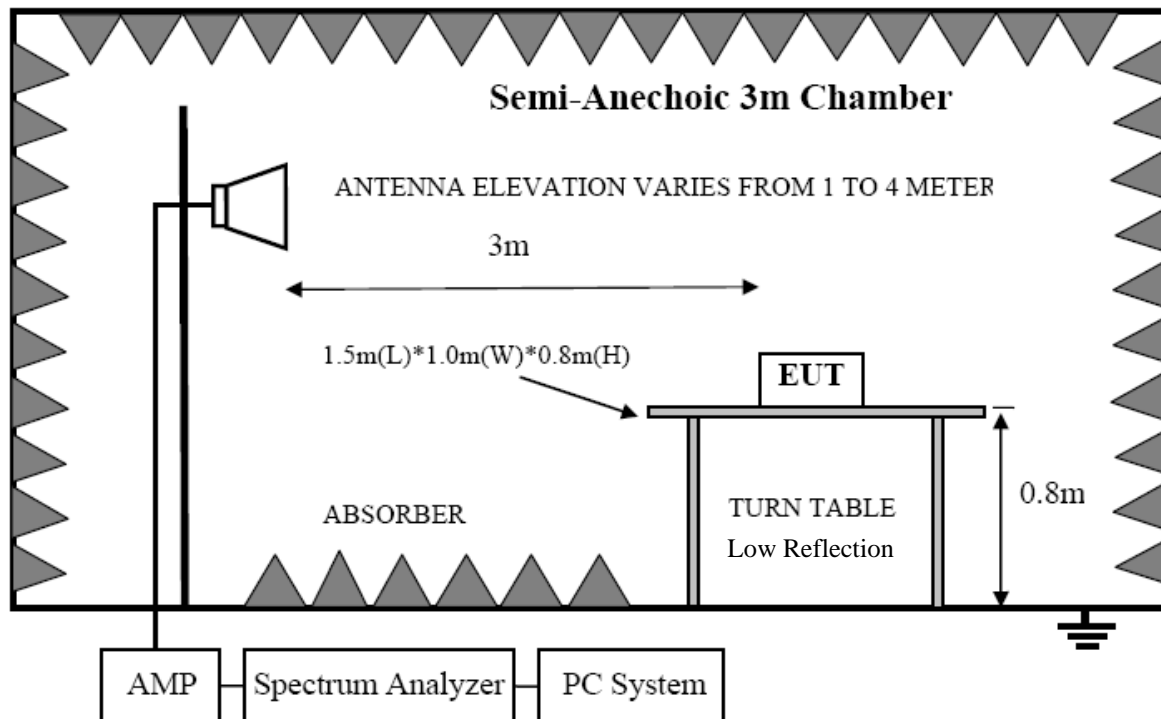 Semi-Anechoic 3m Chamber
ANTENNA ELEVATION VARIES FROM 1 TO 4 METER
3m
1.5m(L)*1.0m(W)*0.8m(H)
EUT
0.8m
ABSORBER
TURN TABLE
Low Reflection
AMP
Spectrum Analyzer
PC System